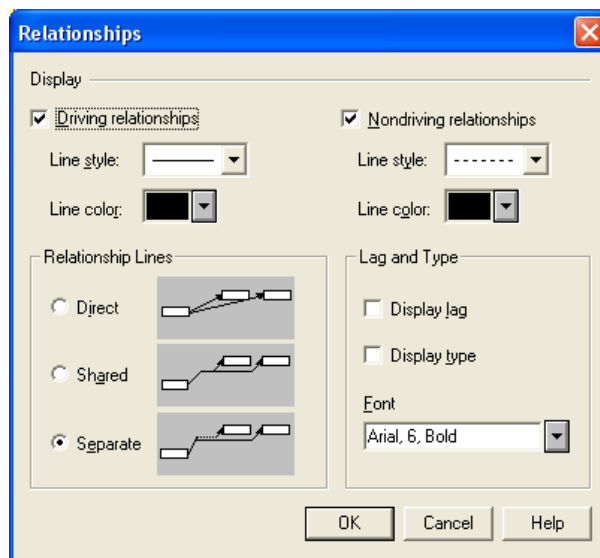 Relationships
Display
Driving relationships
Nondriving relationships
Line style:
Line style:
Line color:
Line color:
Relationship Lines
Direct
Shared
Separate
Lag and Type
Display lag
Display type
Font
Arial, 6, Bold
OK
Cancel
Help